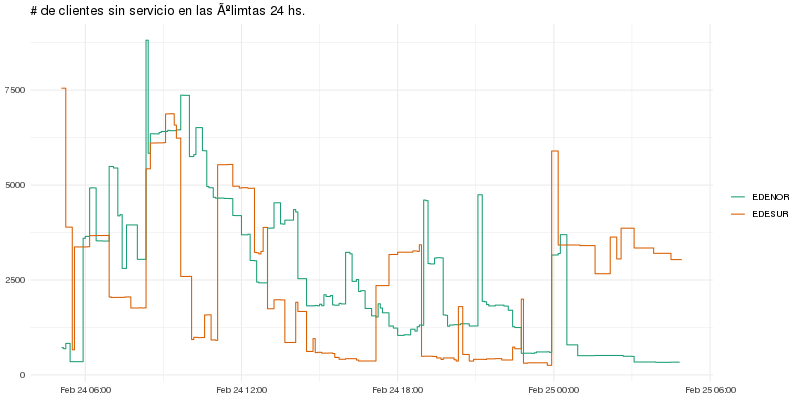 # de clientes sin servicio en las Ãºlimtas 24 hs.
7500
5000
2500
0
Feb 24 06:00
Feb 24 12:00
Feb 24 18:00
Feb 25 00:00
Feb 25 06:00
EDENOR
EDESUR